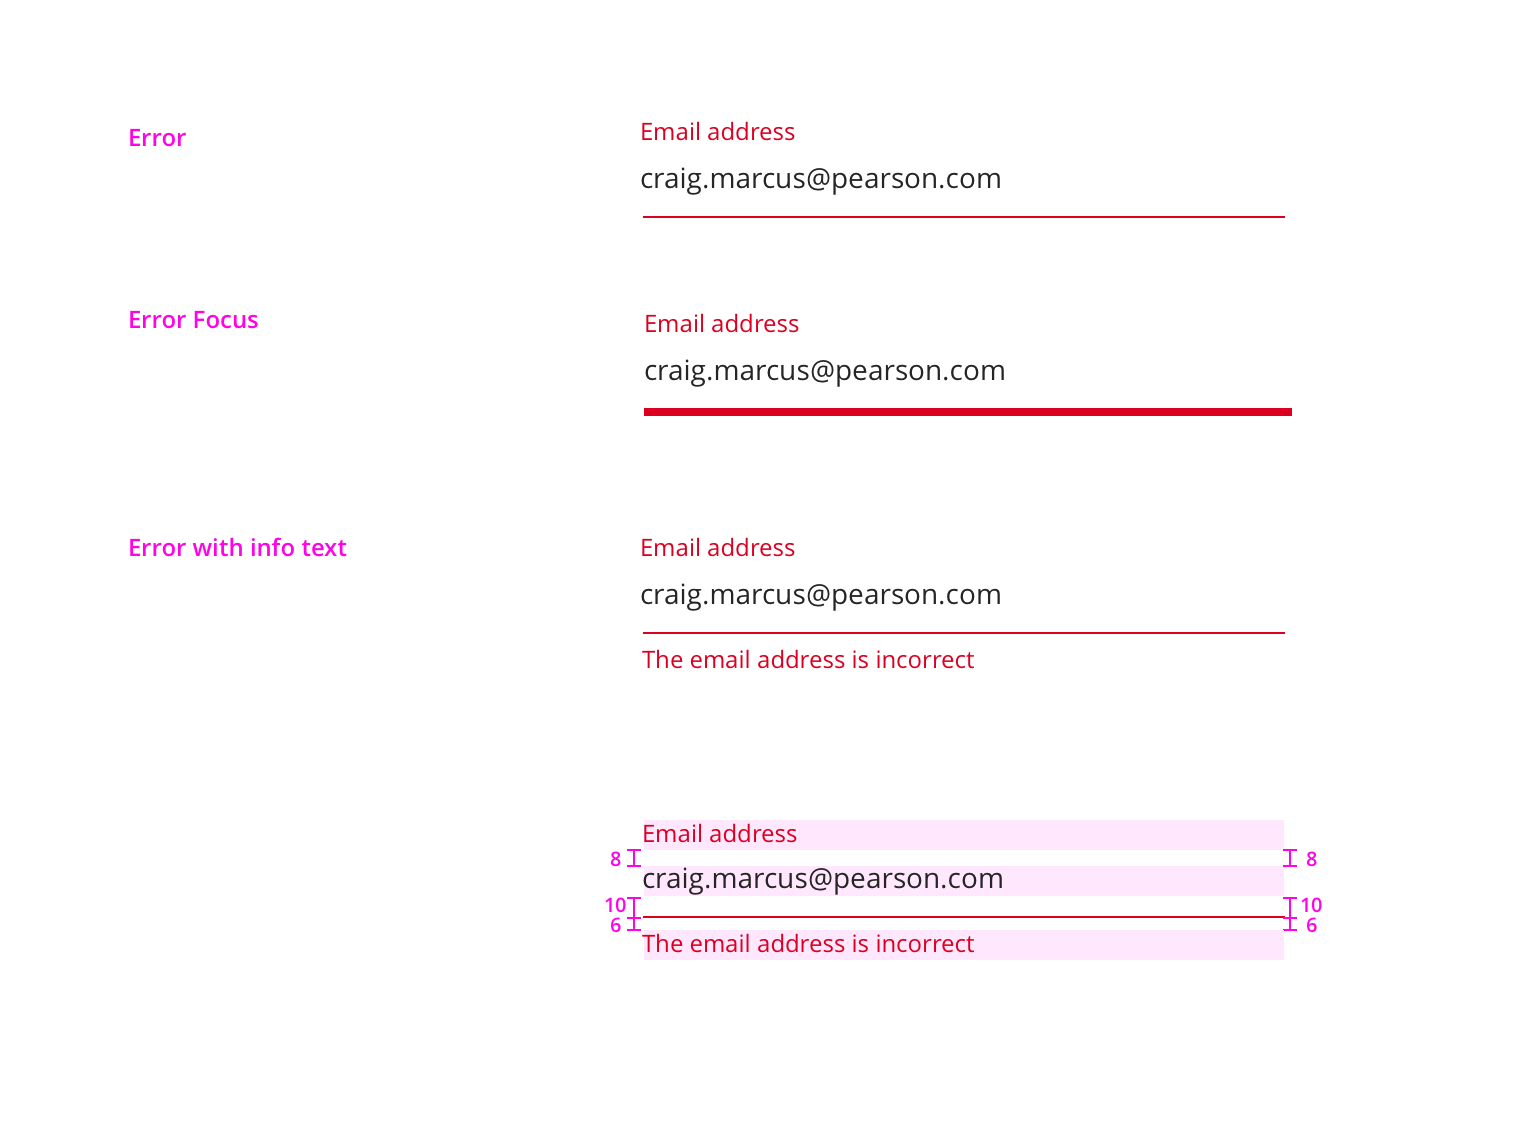 Error
Email address
craig.marcus@pearson.com
Error Focus
Email address
craig.marcus@pearson.com
Error with info text
Email address
craig.marcus@pearson.com
The email address is incorrect
Email address
8 8
craig.marcus@pearson.com
10 10
6 6
The email address is incorrect